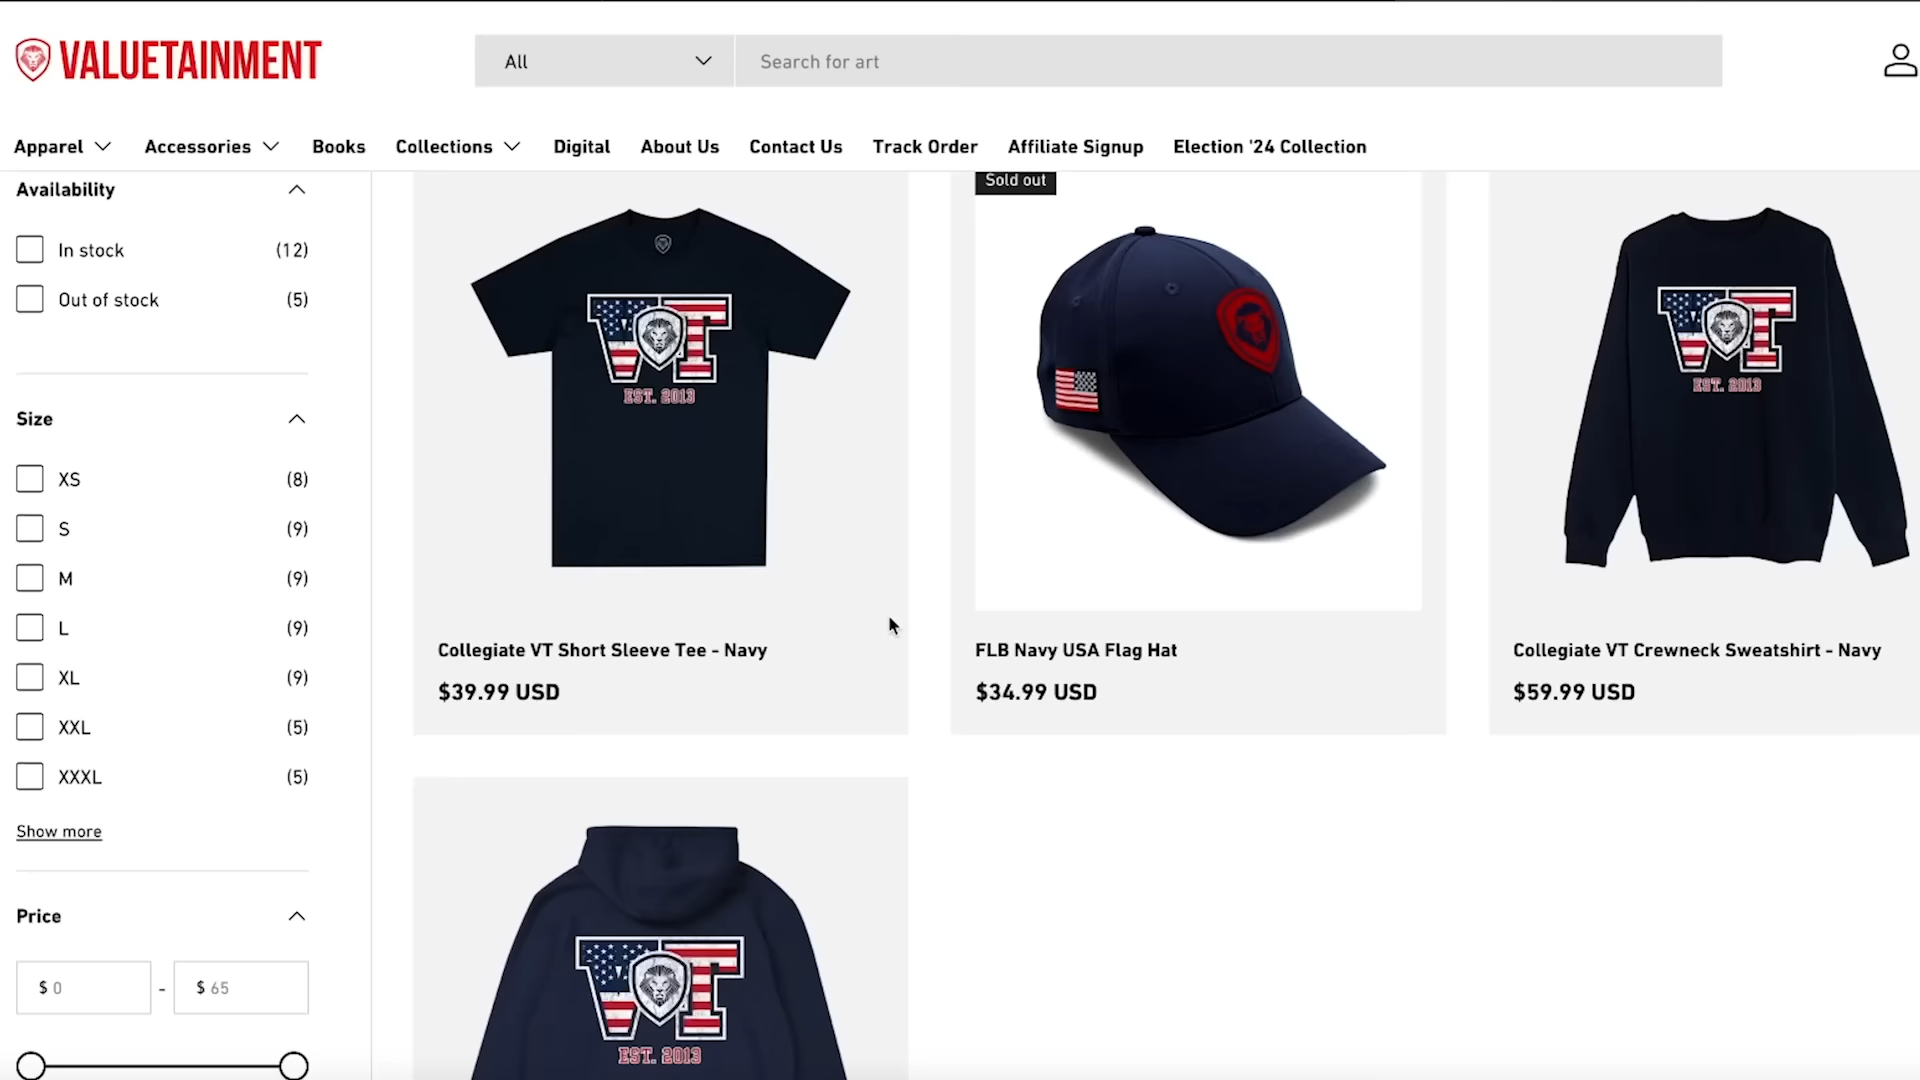 VALUETAINMENT
All
Search for art
Apparel
Accessories
Books
Collections
Digital
About Us
Contact Us
Track Order
Affiliate Signup
Election '24 Collection
Availability
In stock (12)
Out of stock (5)
Size
XS (8)
S (9)
M (9)
L (9)
XL (9)
XXL (5)
XXXL (5)
Show more
Price
$ 0 - $ 65
VT
EST. 2013
Collegiate VT Short Sleeve Tee - Navy
$39.99 USD
Sold out
FLB Navy USA Flag Hat
$34.99 USD
VT
EST. 2013
Collegiate VT Crewneck Sweatshirt - Navy
$59.99 USD
VT
EST. 2013